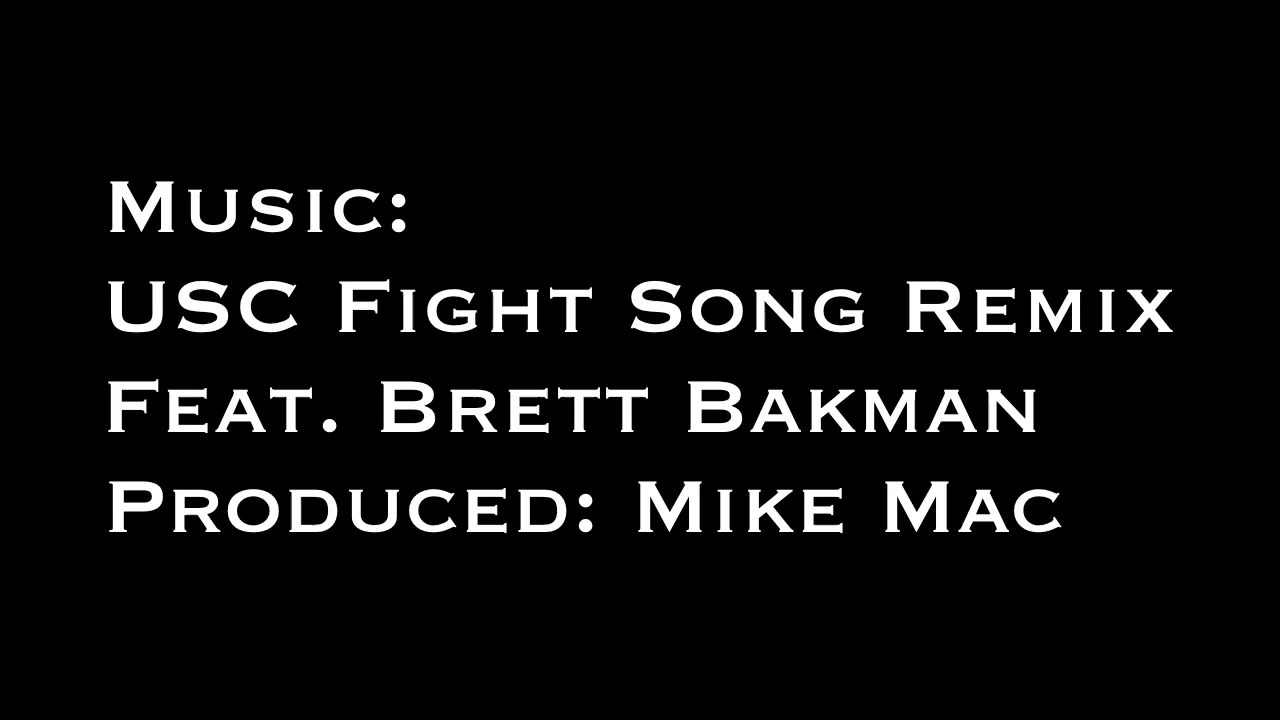 Music:
USC Fight Song Remix
Feat. Brett Bakman
Produced: Mike Mac